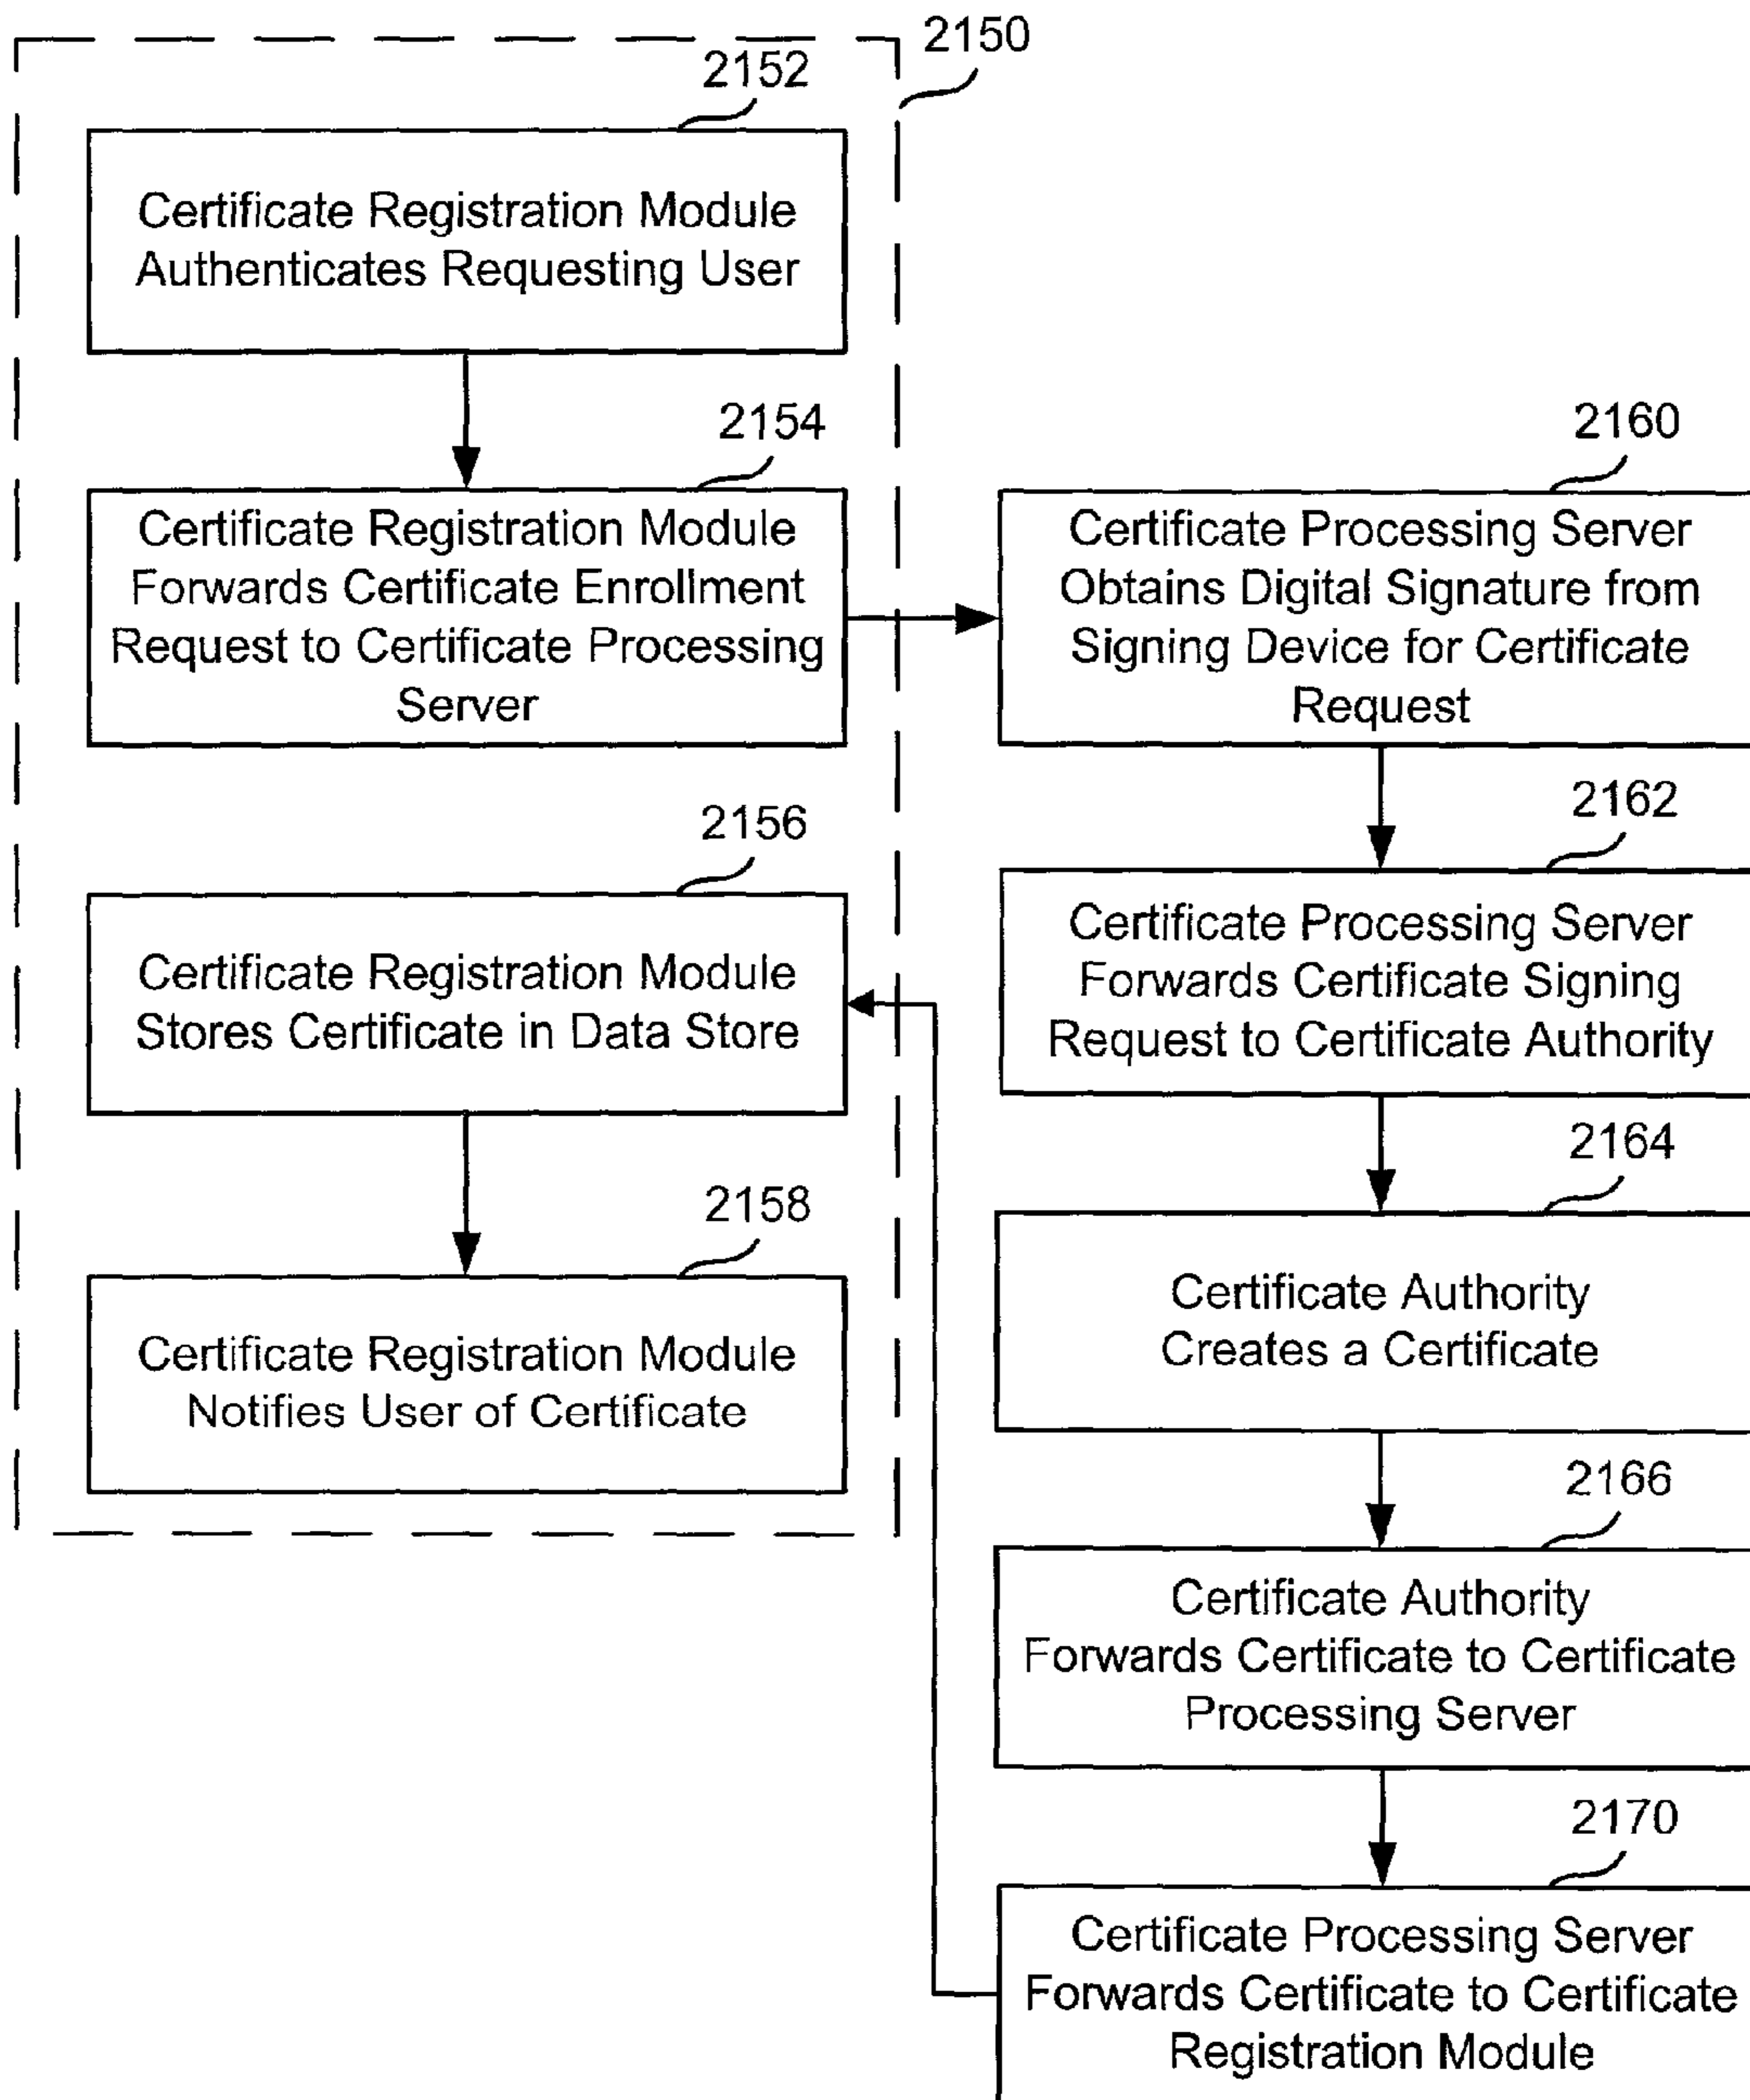 2150
2152
Certificate Registration Module
Authenticates Requesting User
2154
Certificate Registration Module
Forwards Certificate Enrollment
Request to Certificate Processing
Server
2156
Certificate Registration Module
Stores Certificate in Data Store
2158
Certificate Registration Module
Notifies User of Certificate
2160
Certificate Processing Server
Obtains Digital Signature from
Signing Device for Certificate
Request
2162
Certificate Processing Server
Forwards Certificate Signing
Request to Certificate Authority
2164
Certificate Authority
Creates a Certificate
2166
Certificate Authority
Forwards Certificate to Certificate
Processing Server
2170
Certificate Processing Server
Forwards Certificate to Certificate
Registration Module